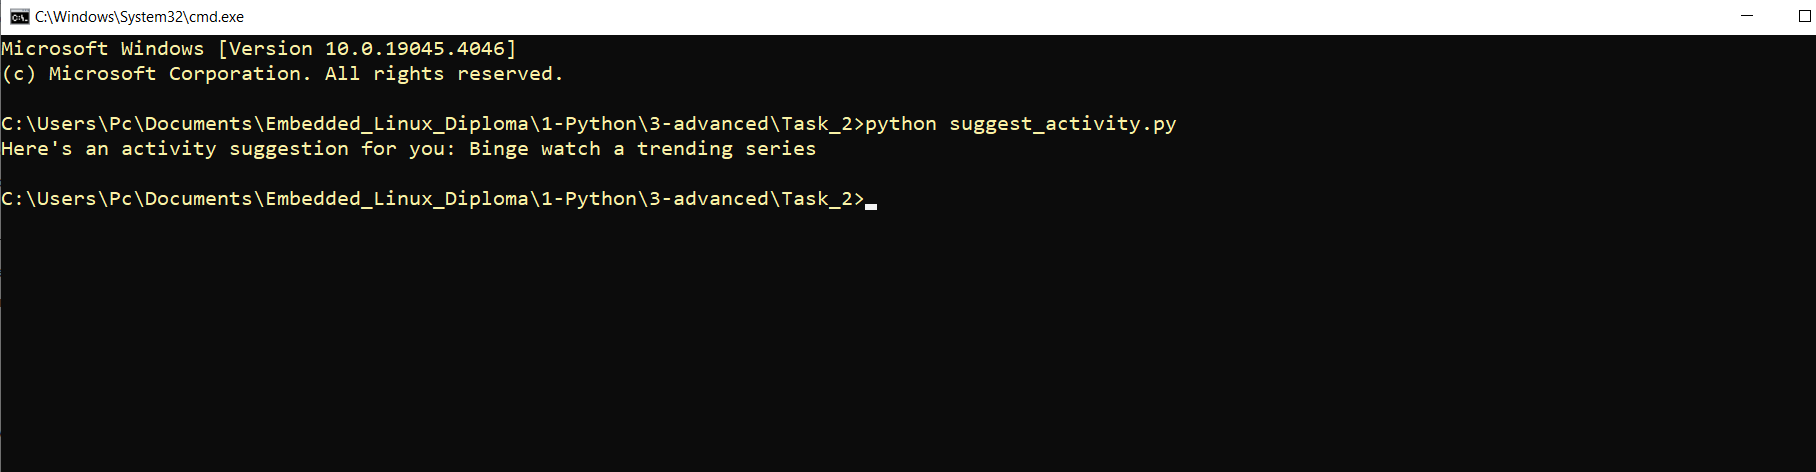 C:\Windows\System32\cmd.exe
Microsoft Windows [Version 10.0.19045.4046]
(c) Microsoft Corporation. All rights reserved.
C:\Users\Pc\Documents\Embedded_Linux_Diploma\1-Python\3-advanced\Task_2>python suggest_activity.py
Here's an activity suggestion for you: Binge watch a trending series
C:\Users\Pc\Documents\Embedded_Linux_Diploma\1-Python\3-advanced\Task_2>